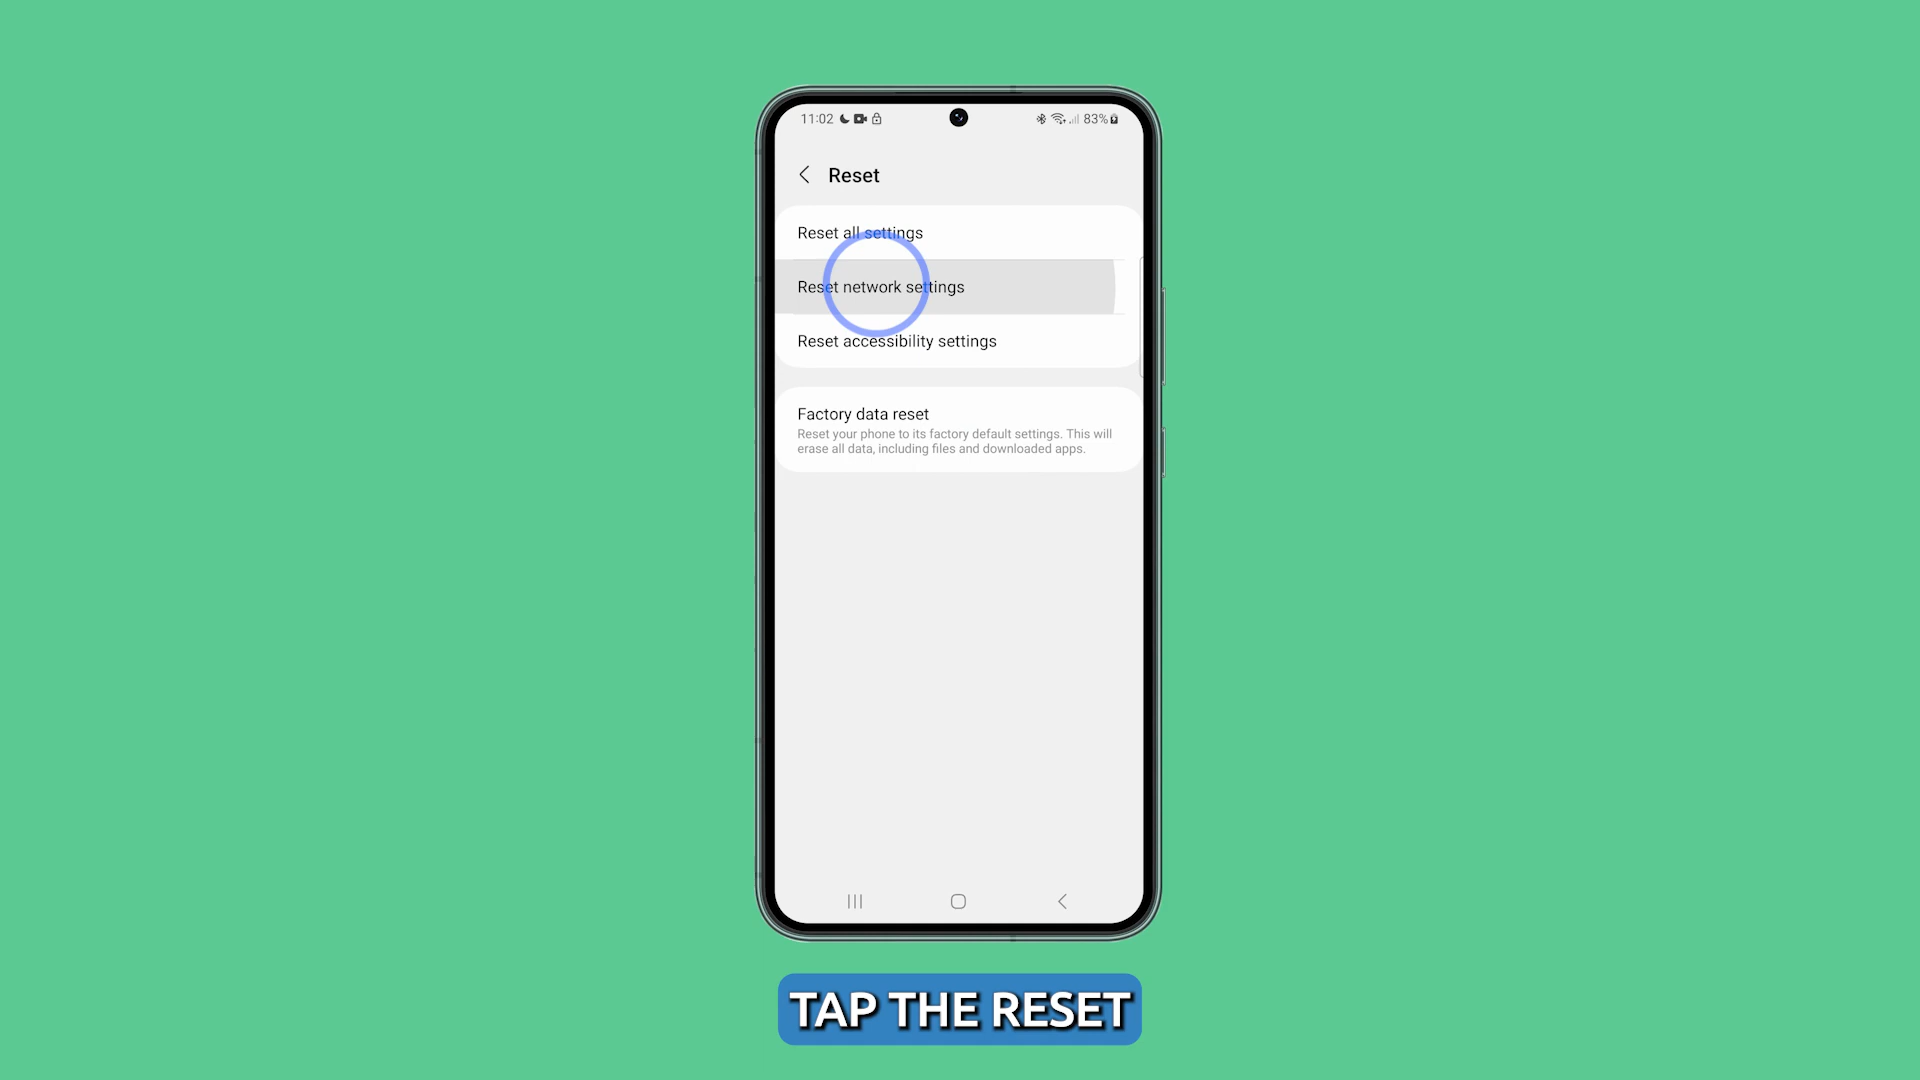 11:02
83%
Reset
Reset all settings
Reset network settings
Reset accessibility settings
Factory data reset
Reset your phone to its factory default settings. This will
erase all data, including files and downloaded apps.
TAP THE RESET